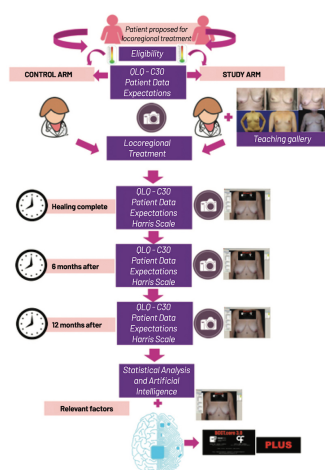 Patient proposed for
locoregional treatment
Eligibility
CONTROL ARM
STUDY ARM
QLQ - C30
Patient Data
Expectations
Teaching gallery
Locoregional
Treatment
Healing complete
QLQ - C30
Patient Data
Expectations
Harris Scale
6 months after
QLQ - C30
Patient Data
Expectations
Harris Scale
12 months after
QLQ - C30
Patient Data
Expectations
Harris Scale
Statistical Analysis
and Artificial
Intelligence
Relevant factors
PLUS